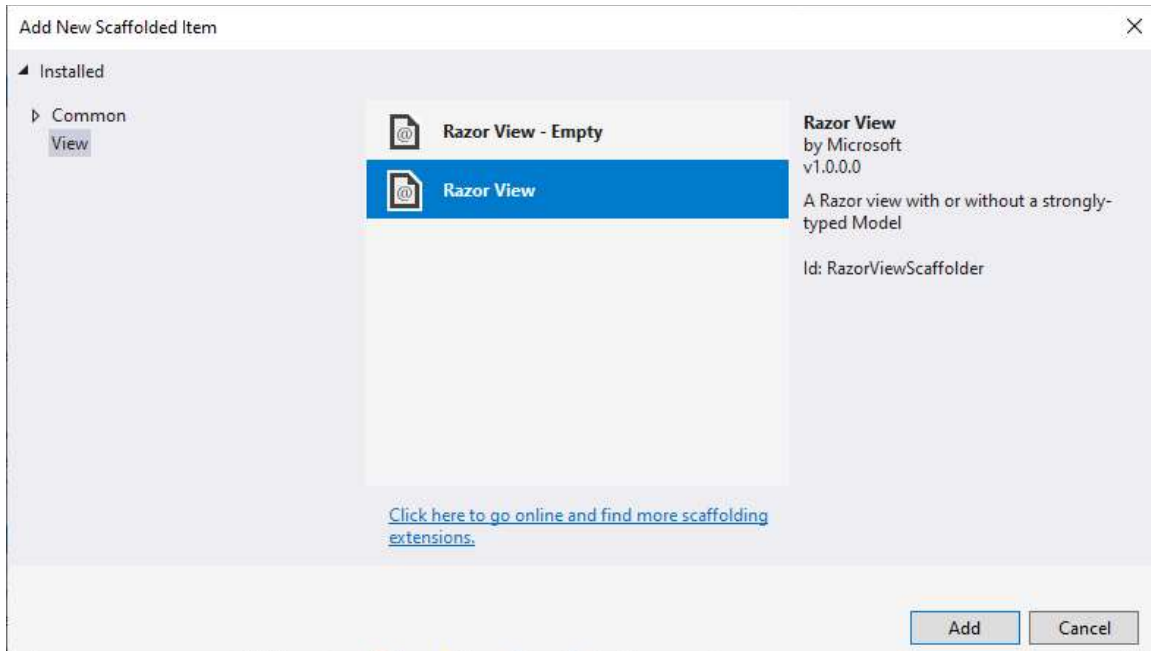 Add New Scaffolded Item
Installed
Common
View
Razor View - Empty
Razor View
Razor View
by Microsoft
v1.0.0.0
A Razor view with or without a strongly-
typed Model
Id: RazorViewScaffolder
Click here to go online and find more scaffolding
extensions.
Add
Cancel